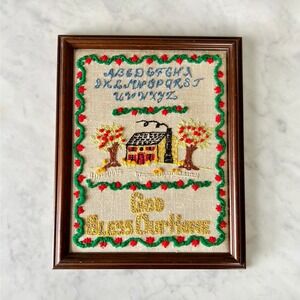 ABCDEFGHI
JKLMNOPQRST
UVWXYZ
GOD
BLESS OUR HOME